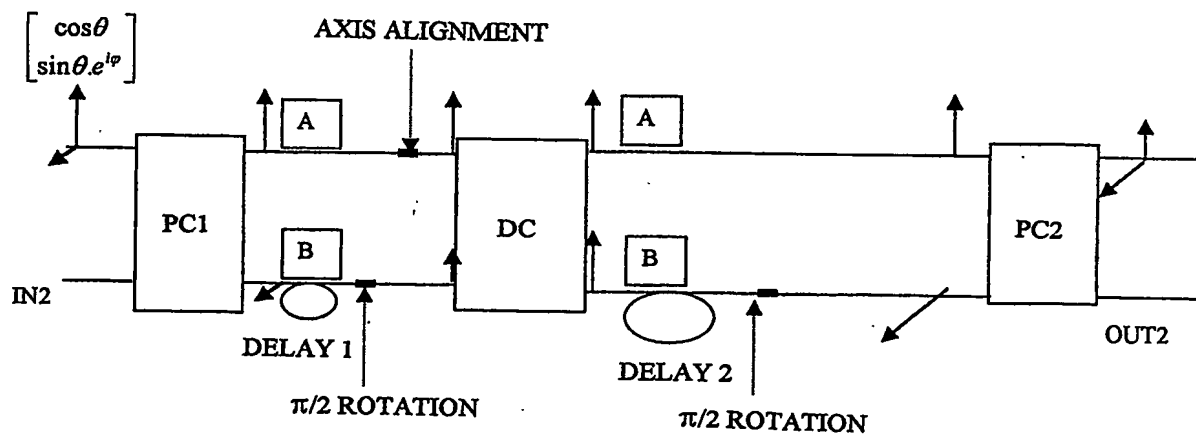 cosθ
sinθ.e^{iφ}
AXIS ALIGNMENT
A
A
PC1
DC
PC2
B
B
IN2
OUT2
DELAY 1
DELAY 2
π/2 ROTATION
π/2 ROTATION